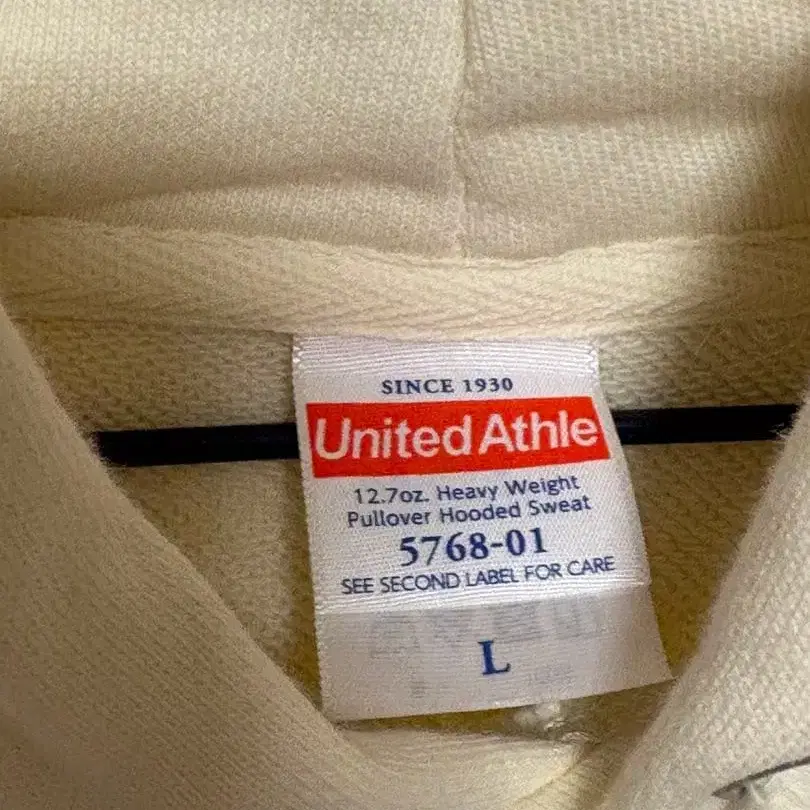 SINCE 1930
United Athle
12.7oz. Heavy Weight
Pullover Hooded Sweat
5768-01
SEE SECOND LABEL FOR CARE
L